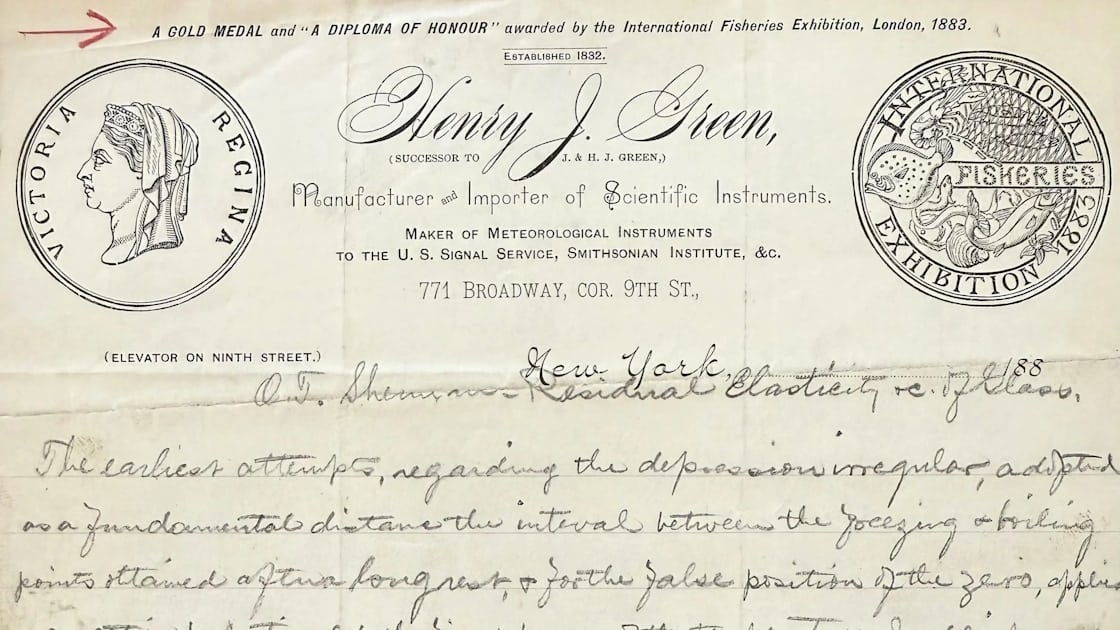 A GOLD MEDAL and "A DIPLOMA OF HONOUR" awarded by the International Fisheries Exhibition, London, 1883.
ESTABLISHED 1832.
VICTORIA REGINA
Henry J. Green,
(SUCCESSOR TO J. & H. J. GREEN,)
Manufacturer and Importer of Scientific Instruments.
MAKER OF METEOROLOGICAL INSTRUMENTS
TO THE U. S. SIGNAL SERVICE, SMITHSONIAN INSTITUTE, &C.
771 BROADWAY, COR. 9TH ST.,
INTERNATIONAL
FISHERIES
EXHIBITION 1883
(ELEVATOR ON NINTH STREET.)
New York, 188
O.T. Sherman - Residual Elasticity &c. of Glass.
The earliest attempts, regarding the depression irregular, adopted
as a fundamental distance the interval between the freezing & boiling
points attained after a long rest, & for the false position of the zero,